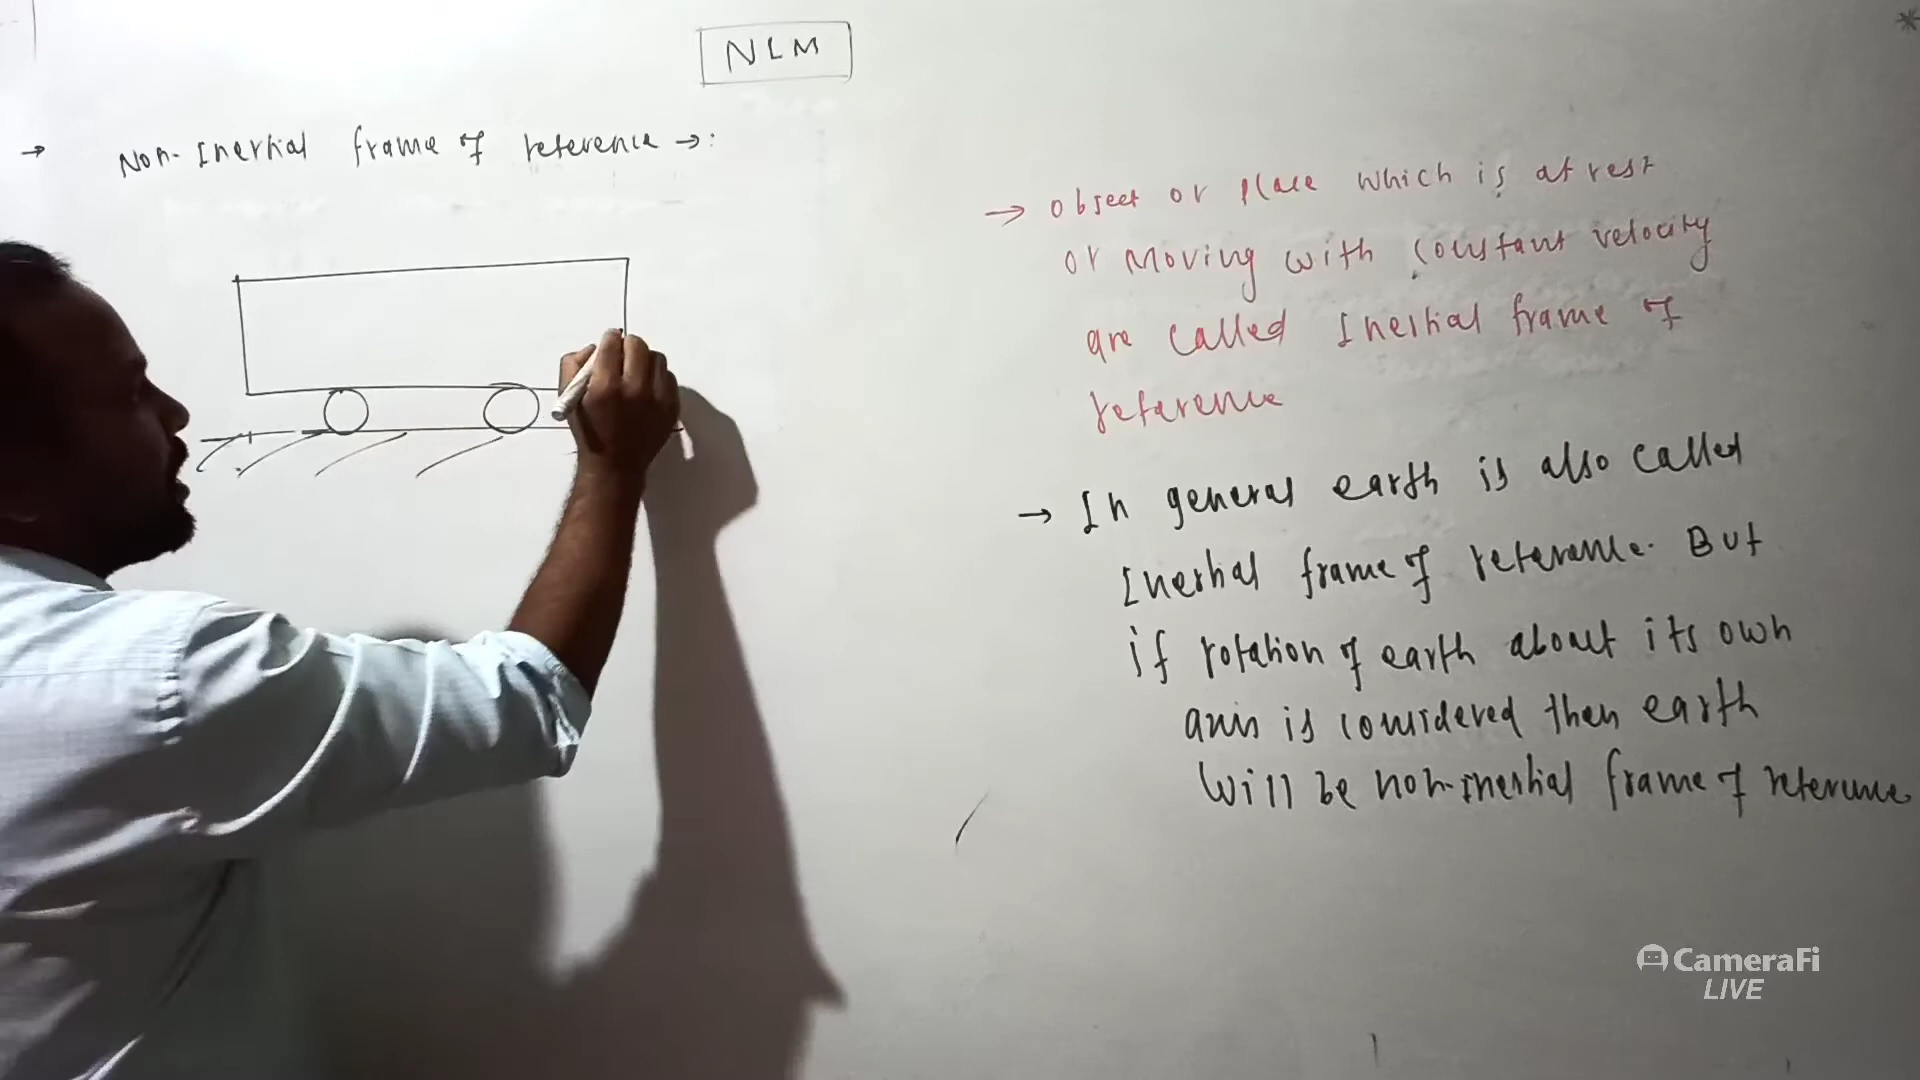 NLM
→ Non-Inertial frame of reference →:
→ object or place which is at rest
or moving with constant velocity
are called Inertial frame of
reference
→ In general earth is also called
Inertial frame of reference. But
if rotation of earth about its own
axis is considered then earth
will be non-inertial frame of reference
CameraFi
LIVE